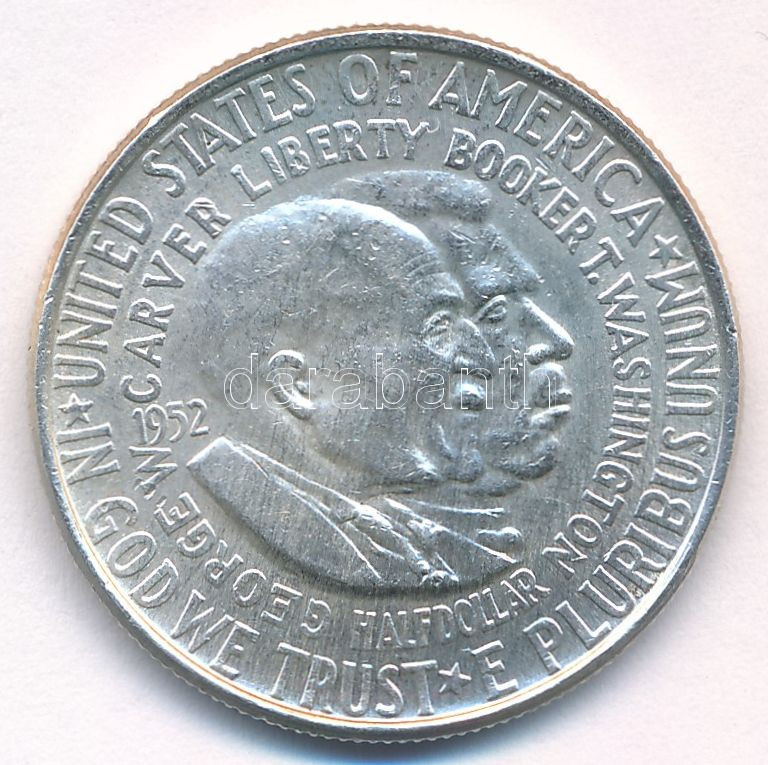 UNITED STATES OF AMERICA
E PLURIBUS UNUM
IN GOD WE TRUST
GEORGE W. CARVER LIBERTY BOOKER T. WASHINGTON
HALF DOLLAR
1952
darabanth